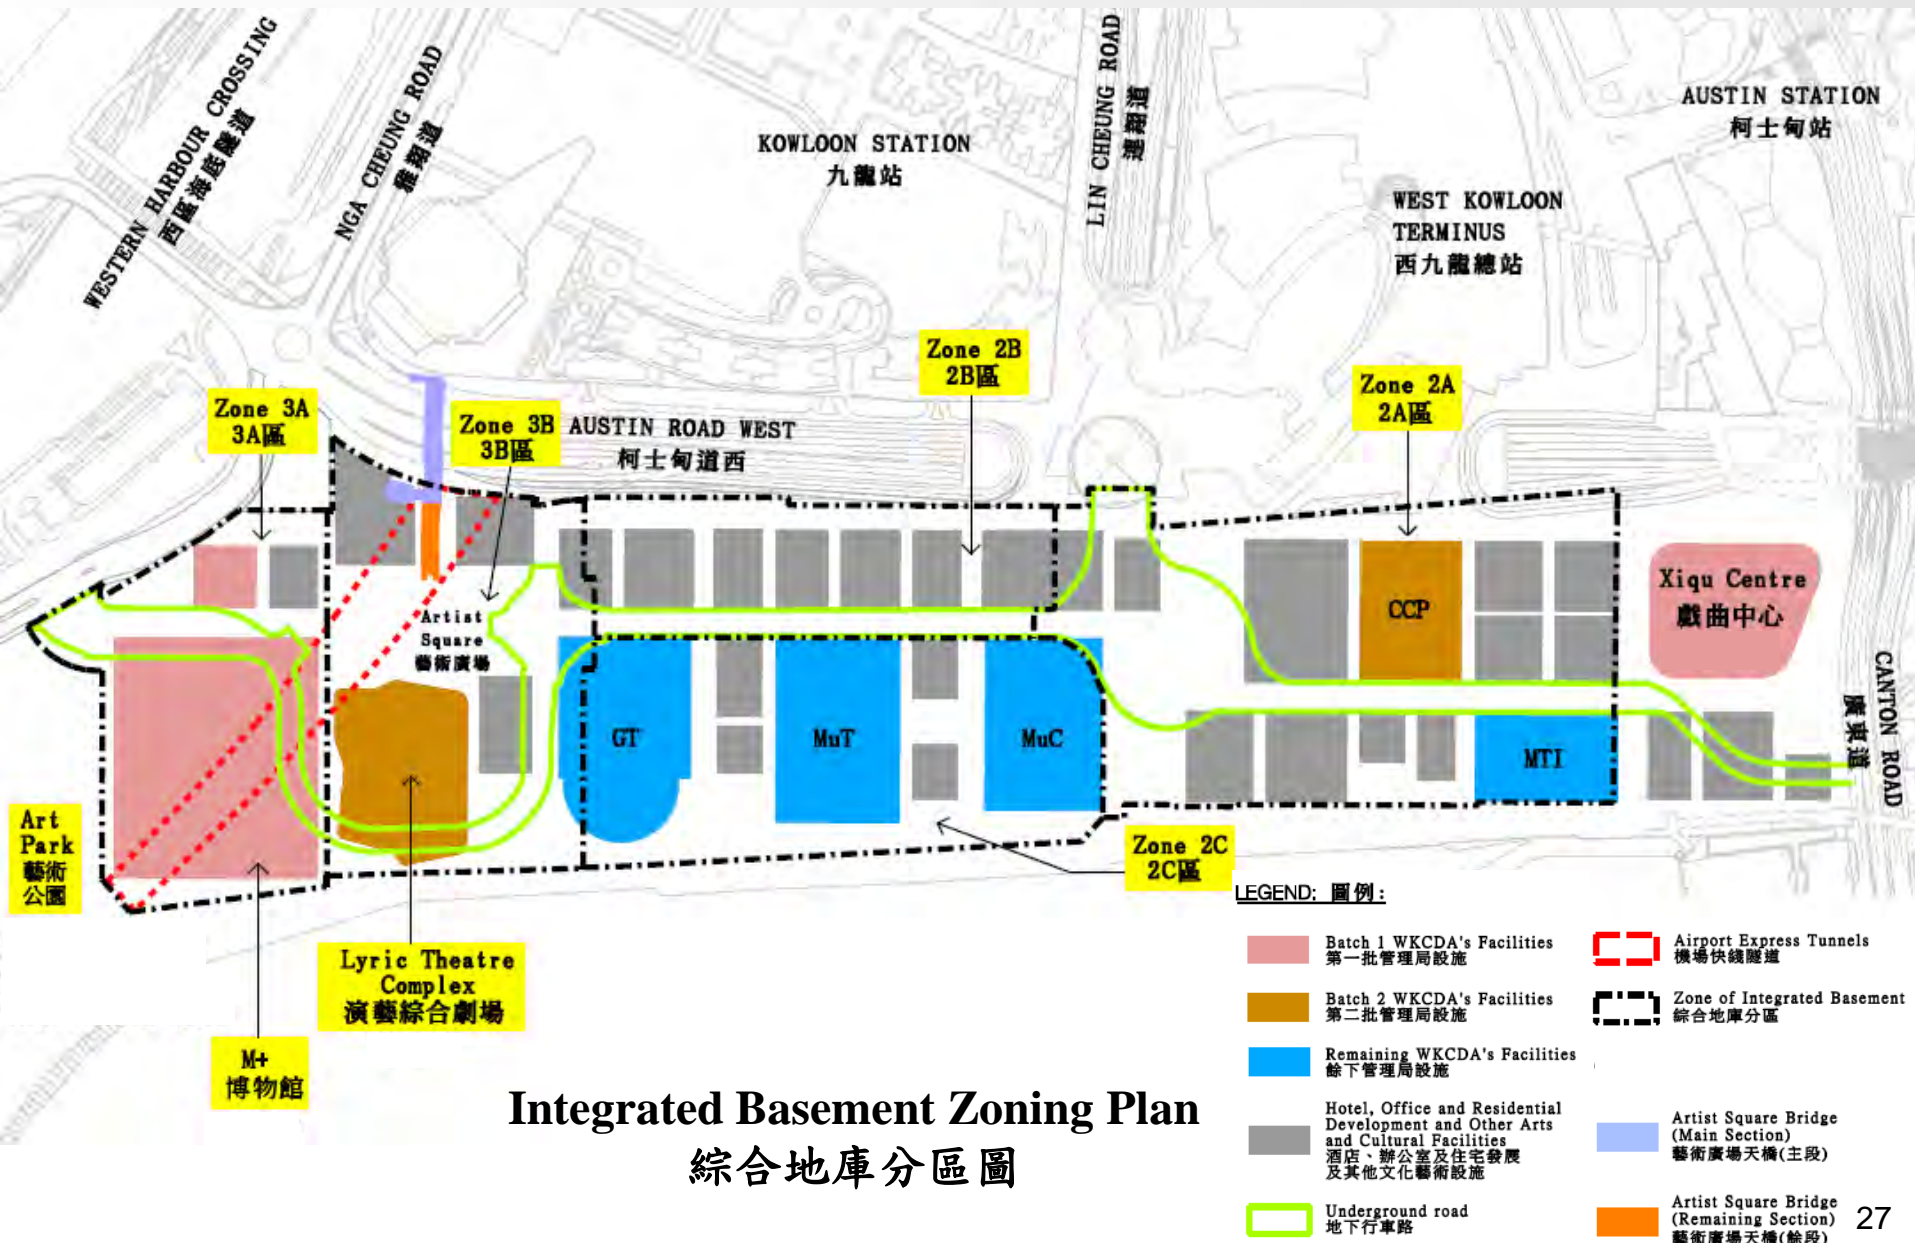 WESTERN HARBOUR CROSSING
西區海底隧道
NGA CHEUNG ROAD
雅翔道
KOWLOON STATION
九龍站
LIN CHEUNG ROAD
連翔道
AUSTIN STATION
柯士甸站
WEST KOWLOON
TERMINUS
西九龍總站
Zone 2B
2B區
Zone 2A
2A區
Zone 3A
3A區
Zone 3B
3B區
AUSTIN ROAD WEST
柯士甸道西
Artist
Square
藝術廣場
CCP
Xiqu Centre
戲曲中心
GT
MuT
MuC
MTI
CANTON ROAD
廣東道
Art
Park
藝術
公園
Zone 2C
2C區
Lyric Theatre
Complex
演藝綜合劇場
M+
博物館
Integrated Basement Zoning Plan
綜合地庫分區圖
LEGEND: 圖例:
Batch 1 WKCDA's Facilities
第一批管理局設施
Batch 2 WKCDA's Facilities
第二批管理局設施
Remaining WKCDA's Facilities
餘下管理局設施
Hotel, Office and Residential
Development and Other Arts
and Cultural Facilities
酒店、辦公室及住宅發展
及其他文化藝術設施
Underground road
地下行車路
Airport Express Tunnels
機場快綫隧道
Zone of Integrated Basement
綜合地庫分區
Artist Square Bridge
(Main Section)
藝術廣場天橋(主段)
Artist Square Bridge
(Remaining Section)
藝術廣場天橋(餘段)
27